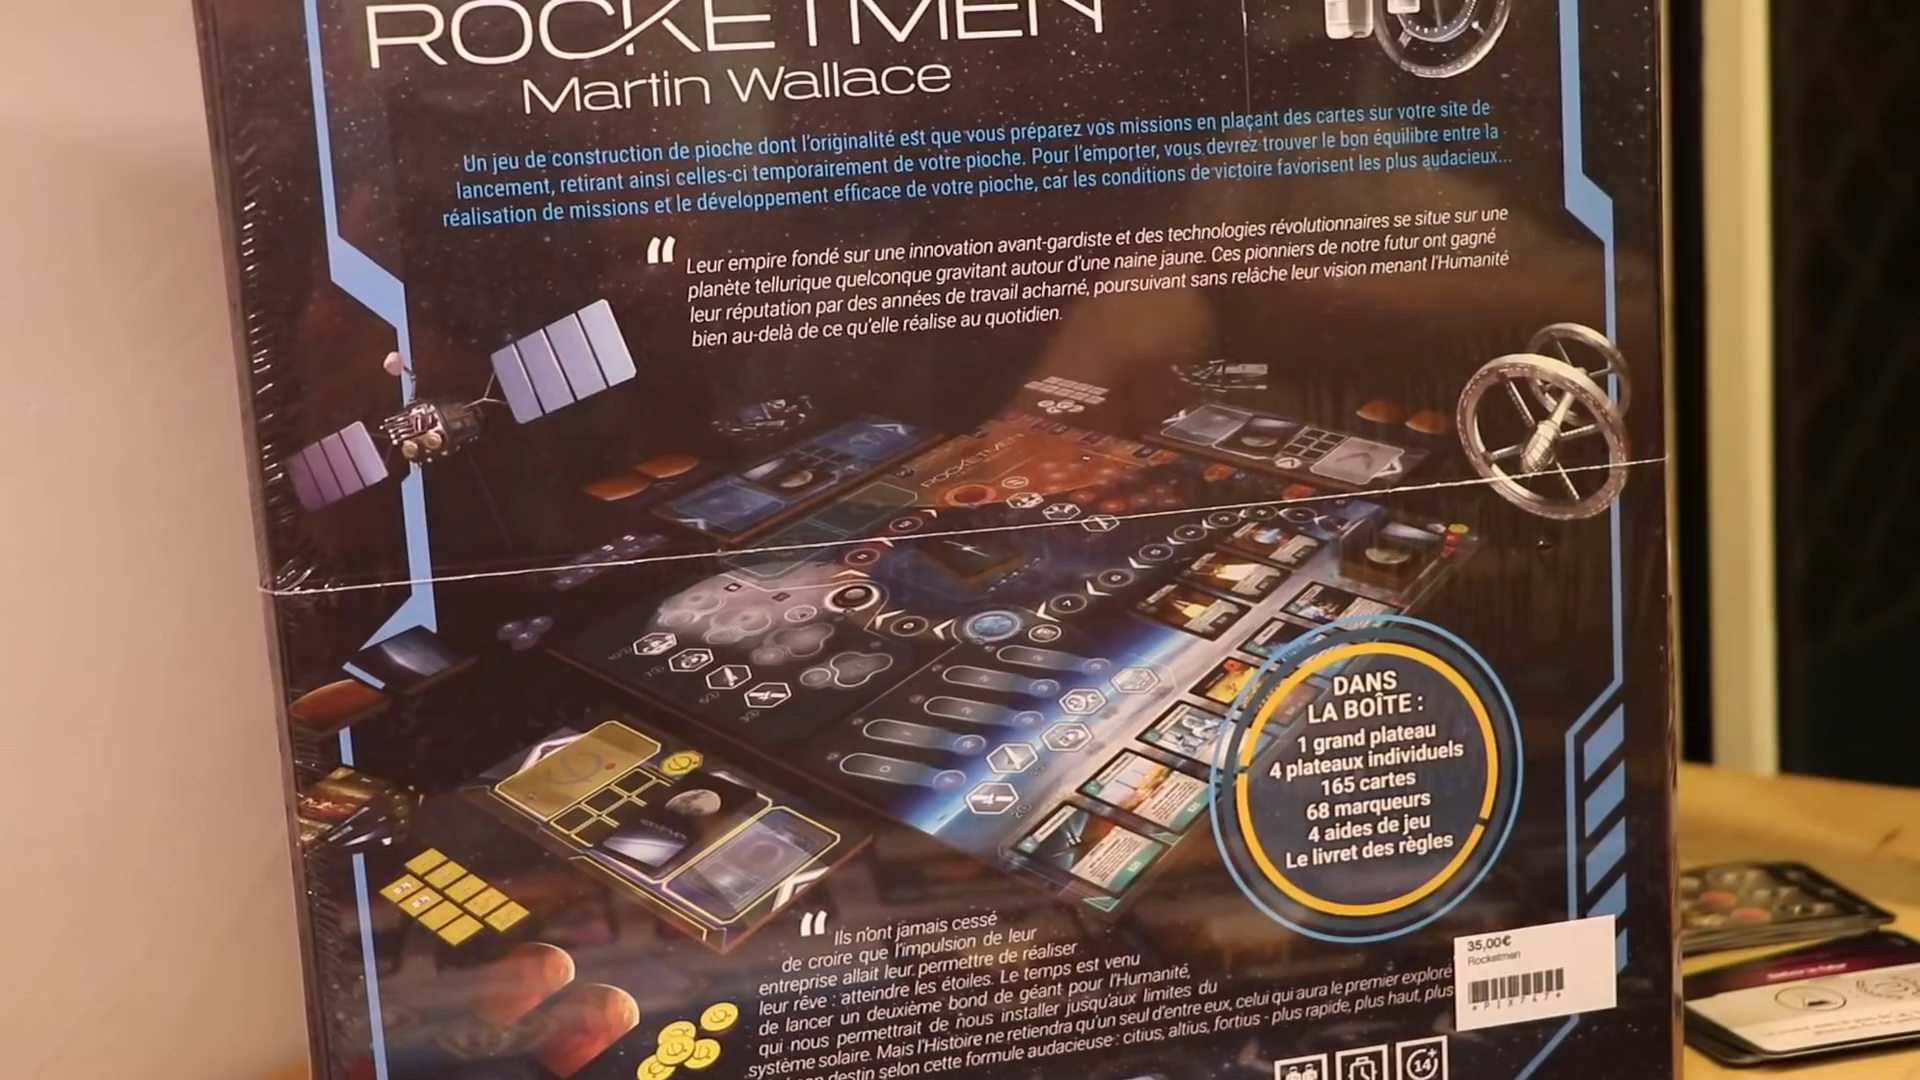 ROCKETMEN
Martin Wallace
Un jeu de construction de pioche dont l'originalité est que vous préparez vos missions en plaçant des cartes sur votre site de
lancement, retirant ainsi celles-ci temporairement de votre pioche. Pour l'emporter, vous devrez trouver le bon équilibre entre la
réalisation de missions et le développement efficace de votre pioche, car les conditions de victoire favorisent les plus audacieux...
“ Leur empire fondé sur une innovation avant-gardiste et des technologies révolutionnaires se situe sur une
planète tellurique quelconque gravitant autour d'une naine jaune. Ces pionniers de notre futur ont gagné
leur réputation par des années de travail acharné, poursuivant sans relâche leur vision menant l'Humanité
bien au-delà de ce qu'elle réalise au quotidien.
ROCKETMEN
DANS
LA BOÎTE :
1 grand plateau
4 plateaux individuels
165 cartes
68 marqueurs
4 aides de jeu
Le livret des règles
“ Ils n'ont jamais cessé
de croire que l'impulsion de leur
entreprise allait leur permettre de réaliser
leur rêve : atteindre les étoiles. Le temps est venu
de lancer un deuxième bond de géant pour l'Humanité,
qui nous permettrait de nous installer jusqu'aux limites du
système solaire. Mais l'Histoire ne retiendra qu'un seul d'entre eux, celui qui aura le premier exploré
destin selon cette formule audacieuse : citius, altius, fortius - plus rapide, plus haut, plus
35,00€
Rocketmen
14+